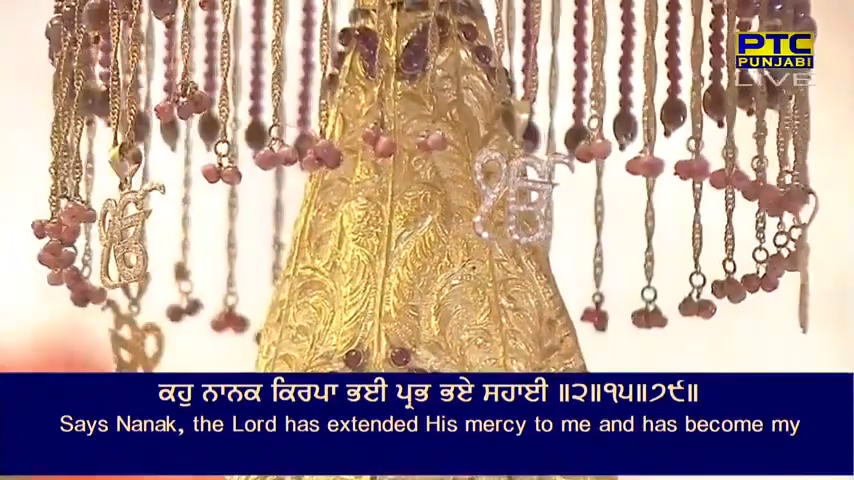 PTC
PUNJABI
LIVE
ੴ
ੴ
ਕਹੁ ਨਾਨਕ ਕਿਰਪਾ ਭਈ ਪ੍ਰਭ ਭਏ ਸਹਾਈ ॥੨॥੧੫॥੭੯॥
Says Nanak, the Lord has extended His mercy to me and has become my